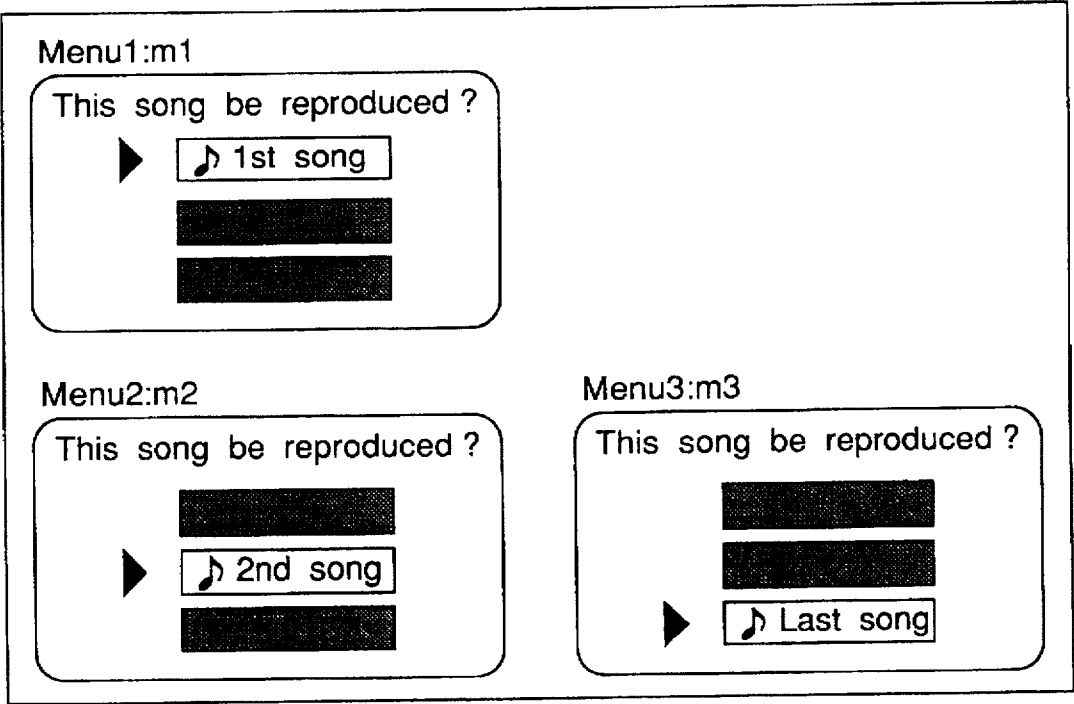 Menu1:m1
This song be reproduced ?
♪ 1st song
Menu2:m2
This song be reproduced ?
♪ 2nd song
Menu3:m3
This song be reproduced ?
♪ Last song